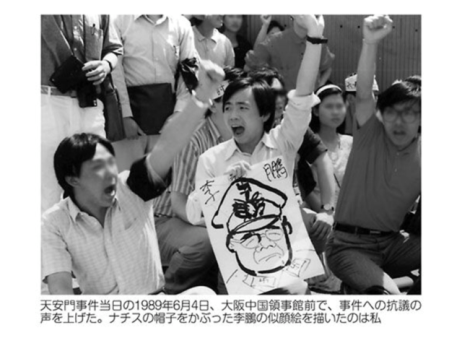 李鵬
天安門事件当日の1989年6月4日、大阪中国領事館前で、事件への抗議の
声を上げた。ナチスの帽子をかぶった李鵬の似顔絵を描いたのは私